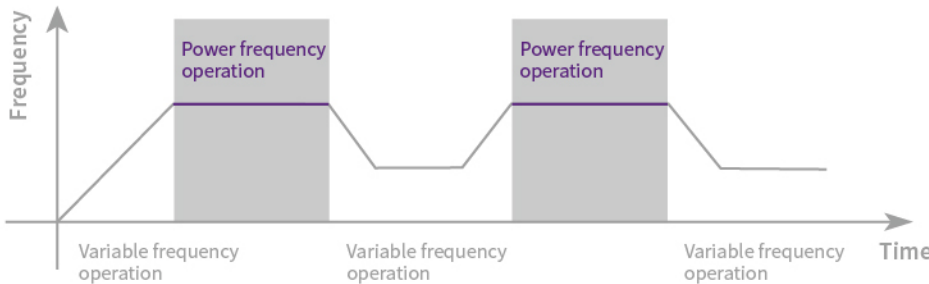 Frequency
Power frequency
operation
Power frequency
operation
Variable frequency
operation
Variable frequency
operation
Variable frequency
operation
Time